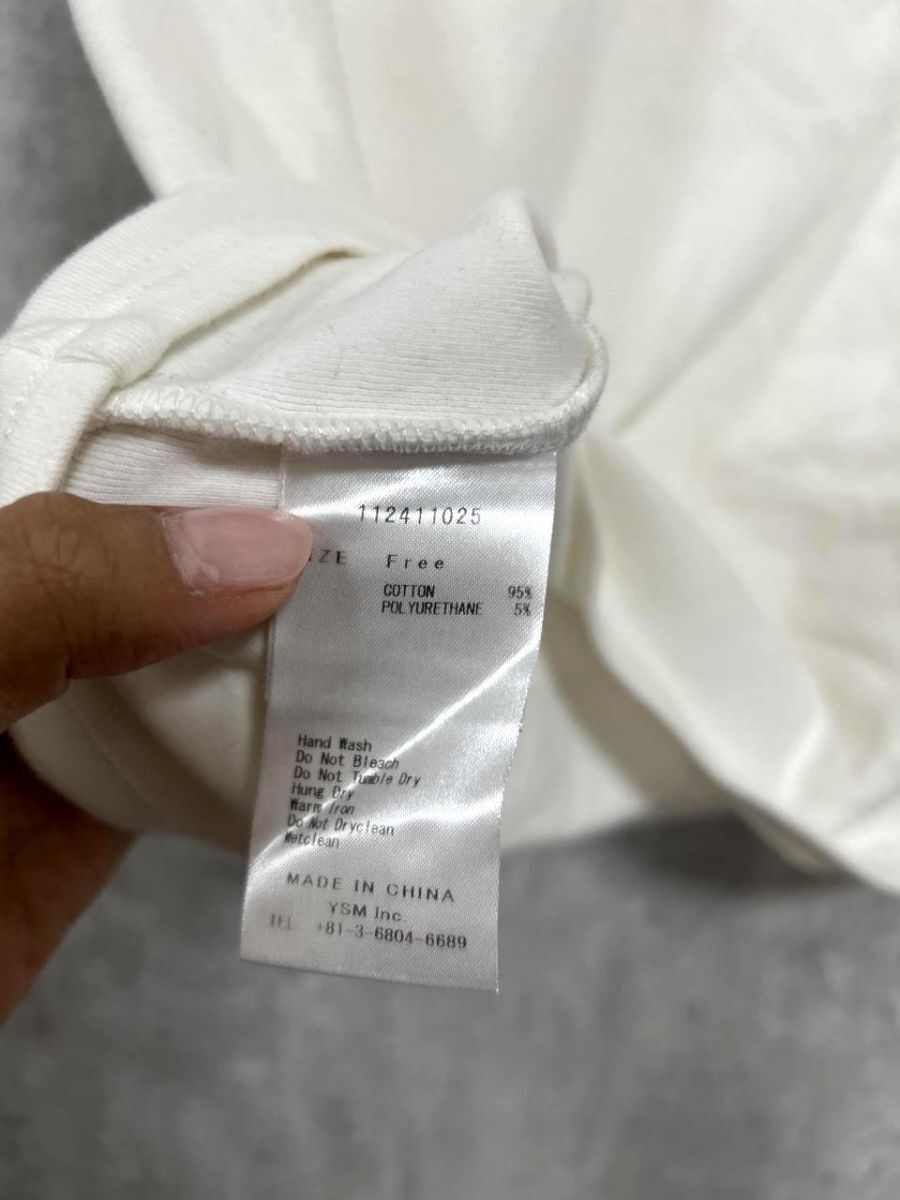 112411025
IZE Free
COTTON 95%
POLYURETHANE 5%
Hand Wash
Do Not Bleach
Do Not Tumble Dry
Hung Dry
Warm Iron
Do Not Dryclean
Wetclean
MADE IN CHINA
YSM Inc.
TEL +81-3-6804-6689